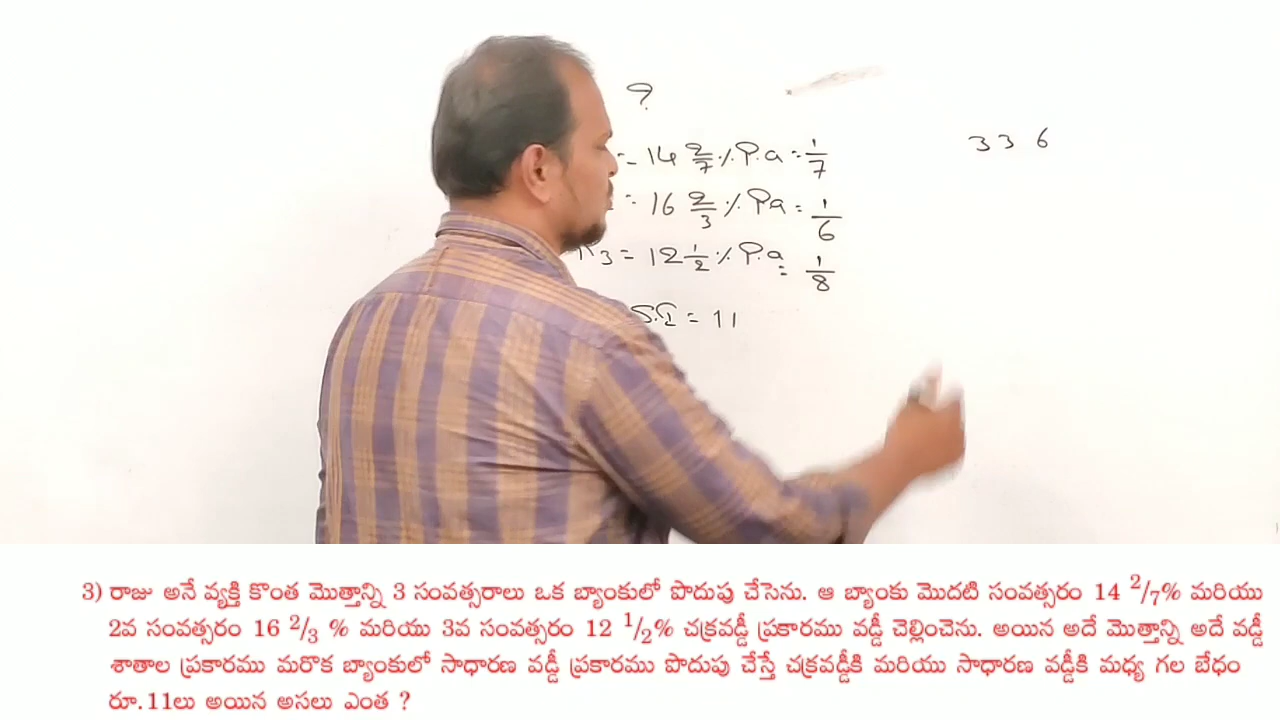 ?
= 14 2/7 % P.a = 1/7
3 3 6
= 16 2/3 % Pa = 1/6
R3 = 12 1/2 % P.a = 1/8
S.I = 11
3) రాజు అనే వ్యక్తి కొంత మొత్తాన్ని 3 సంవత్సరాలు ఒక బ్యాంకులో పొదుపు చేసెను. ఆ బ్యాంకు మొదటి సంవత్సరం 14 2/7% మరియు
2వ సంవత్సరం 16 2/3 % మరియు 3వ సంవత్సరం 12 1/2% చక్రవడ్డీ ప్రకారము వడ్డీ చెల్లించెను. అయిన అదే మొత్తాన్ని అదే వడ్డీ
శాతాల ప్రకారము మరొక బ్యాంకులో సాధారణ వడ్డీ ప్రకారము పొదుపు చేస్తే చక్రవడ్డీకి మరియు సాధారణ వడ్డీకి మధ్య గల బేధం
రూ.11లు అయిన అసలు ఎంత ?